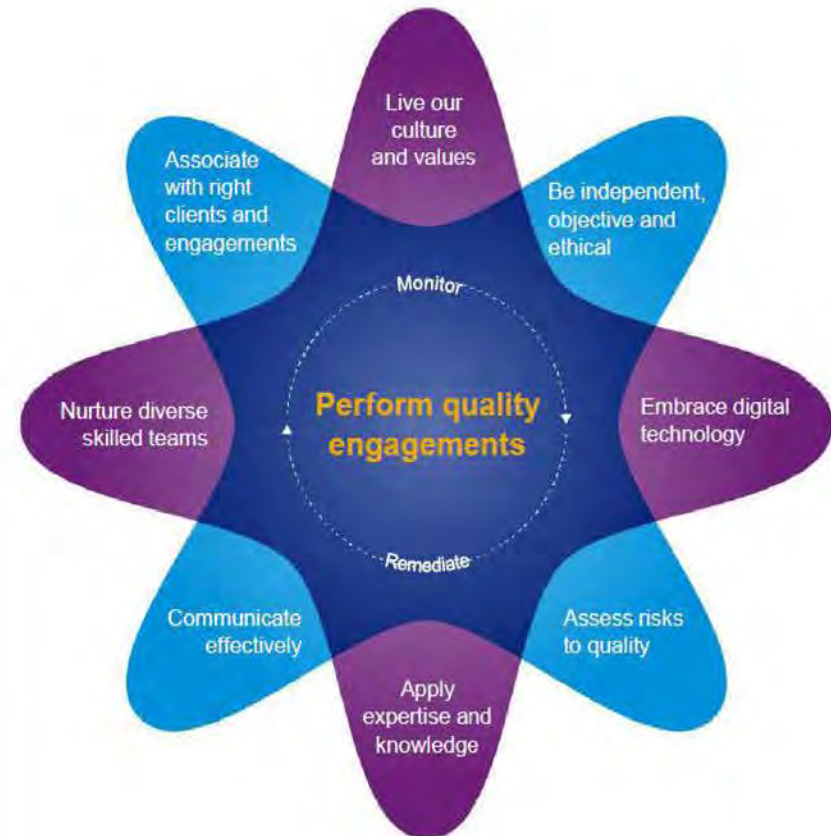 Live our
culture
and values
Be independent,
objective and
ethical
Embrace digital
technology
Assess risks
to quality
Apply
expertise and
knowledge
Communicate
effectively
Nurture diverse
skilled teams
Associate
with right
clients and
engagements
Monitor
Perform quality
engagements
Remediate